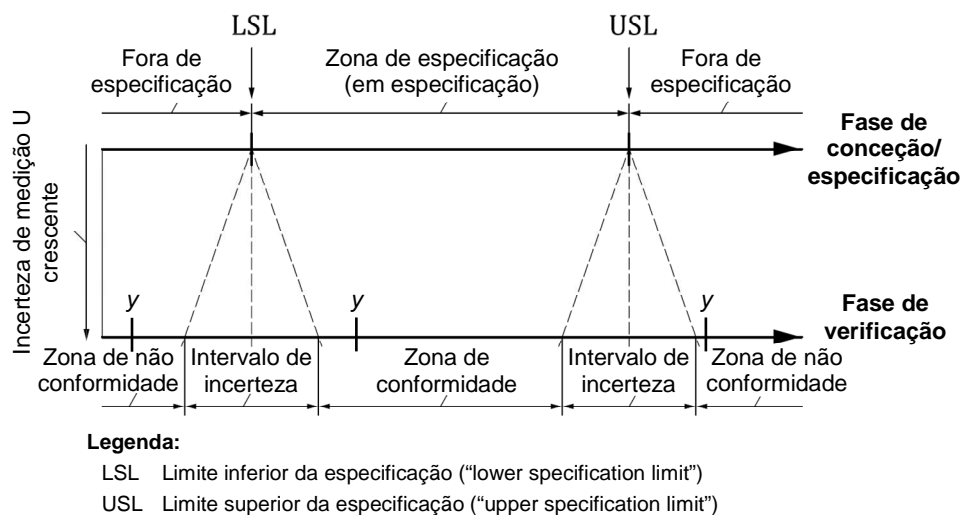 LSL
USL
Fora de
especificação
Zona de especificação
(em especificação)
Fora de
especificação
Incerteza de medição U
crescente
Fase de
conceção/
especificação
y
y
y
Fase de
verificação
Zona de não
conformidade
Intervalo de
incerteza
Zona de
conformidade
Intervalo de
incerteza
Zona de não
conformidade
Legenda:
LSL Limite inferior da especificação (“lower specification limit”)
USL Limite superior da especificação (“upper specification limit”)